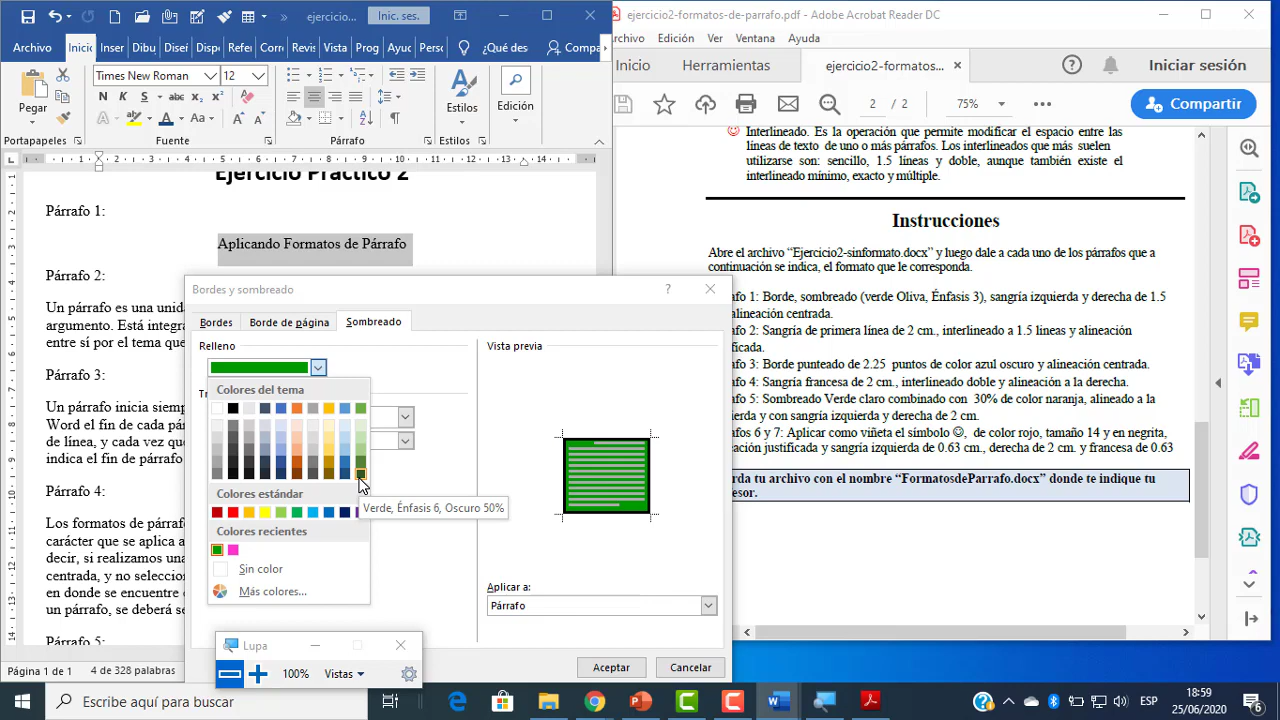 ejercicio...
Inic. ses.
Archivo
Inicio
Inser
Dibu
Diseí
Dispo
Refer
Corr
Revis
Vista
Prog
Ayuc
Perso
¿Qué des
Compa
Pegar
Times New Roman
12
N
K
S
abc
x₂
x²
Estilos
Edición
Portapapeles
Fuente
Párrafo
Estilos
Ejercicio Práctico 2
Párrafo 1:
Aplicando Formatos de Párrafo
Párrafo 2:
Un párrafo es una unida
argumento. Está integra
entre sí por el tema que
Párrafo 3:
Un párrafo inicia siemp
Word el fin de cada pár
de línea, y cada vez que
indica el fin de párrafo
Párrafo 4:
Los formatos de párrafo
carácter que se aplica a
decir, si realizamos una
centrada, y no seleccion
en donde se encuentre
un párrafo, se deberá se
Párrafo 5:
Página 1 de 1
4 de 328 palabras
Bordes y sombreado
?
Bordes
Borde de página
Sombreado
Relleno
Colores del tema
Colores estándar
Colores recientes
Sin color
Más colores...
Verde, Énfasis 6, Oscuro 50%
Vista previa
Aplicar a:
Párrafo
Aceptar
Cancelar
Lupa
100%
Vistas
ejercicio2-formatos-de-parrafo.pdf - Adobe Acrobat Reader DC
rchivo
Edición
Ver
Ventana
Ayuda
Inicio
Herramientas
ejercicio2-formatos...
Iniciar sesión
2 / 2
75%
Compartir
Interlineado. Es la operación que permite modificar el espacio entre las
líneas de texto de uno o más párrafos. Los interlineados que más suelen
utilizarse son: sencillo, 1.5 líneas y doble, aunque también existe el
interlineado mínimo, exacto y múltiple.
Instrucciones
Abre el archivo “Ejercicio2-sinformato.docx” y luego dale a cada uno de los párrafos que a
continuación se indica, el formato que le corresponda.
afo 1: Borde, sombreado (verde Oliva, Énfasis 3), sangría izquierda y derecha de 1.5
alineación centrada.
afo 2: Sangría de primera línea de 2 cm., interlineado a 1.5 lineas y alineación
ficada.
afo 3: Borde punteado de 2.25 puntos de color azul oscuro y alineación centrada.
afo 4: Sangría francesa de 2 cm., interlineado doble y alineación a la derecha.
afo 5: Sombreado Verde claro combinado con 30% de color naranja, alineado a la
uierda y con sangría izquierda y derecha de 2 cm.
afos 6 y 7: Aplicar como viñeta el simbolo ☺, de color rojo, tamaño 14 y en negrita,
eación justificada y sangría izquierda de 0.63 cm., derecha de 2 cm. y francesa de 0.63
rda tu archivo con el nombre “FormatosdeParrafo.docx” donde te indique tu
esor.
Escribe aquí para buscar
ESP
18:59
25/06/2020
6